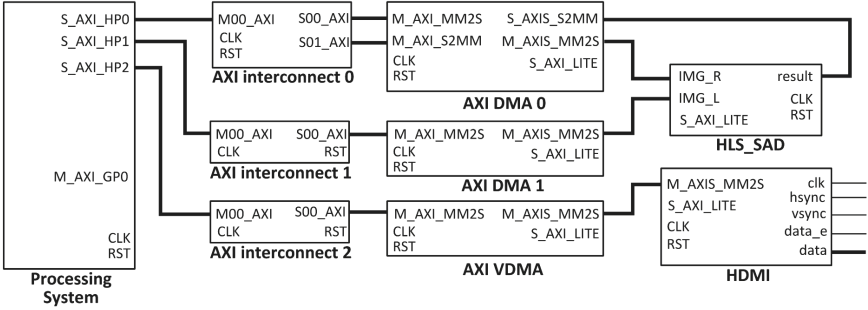 S_AXI_HP0
S_AXI_HP1
S_AXI_HP2
M_AXI_GP0
CLK
RST
Processing
System
M00_AXI S00_AXI
CLK S01_AXI
RST
AXI interconnect 0
M00_AXI S00_AXI
CLK RST
AXI interconnect 1
M00_AXI S00_AXI
CLK RST
AXI interconnect 2
M_AXI_MM2S S_AXIS_S2MM
M_AXI_S2MM M_AXIS_MM2S
CLK S_AXI_LITE
RST
AXI DMA 0
M_AXI_MM2S M_AXIS_MM2S
CLK S_AXI_LITE
RST
AXI DMA 1
M_AXI_MM2S M_AXIS_MM2S
CLK S_AXI_LITE
RST
AXI VDMA
IMG_R result
IMG_L CLK
S_AXI_LITE RST
HLS_SAD
M_AXIS_MM2S clk
S_AXI_LITE hsync
CLK vsync
RST data_e
data
HDMI